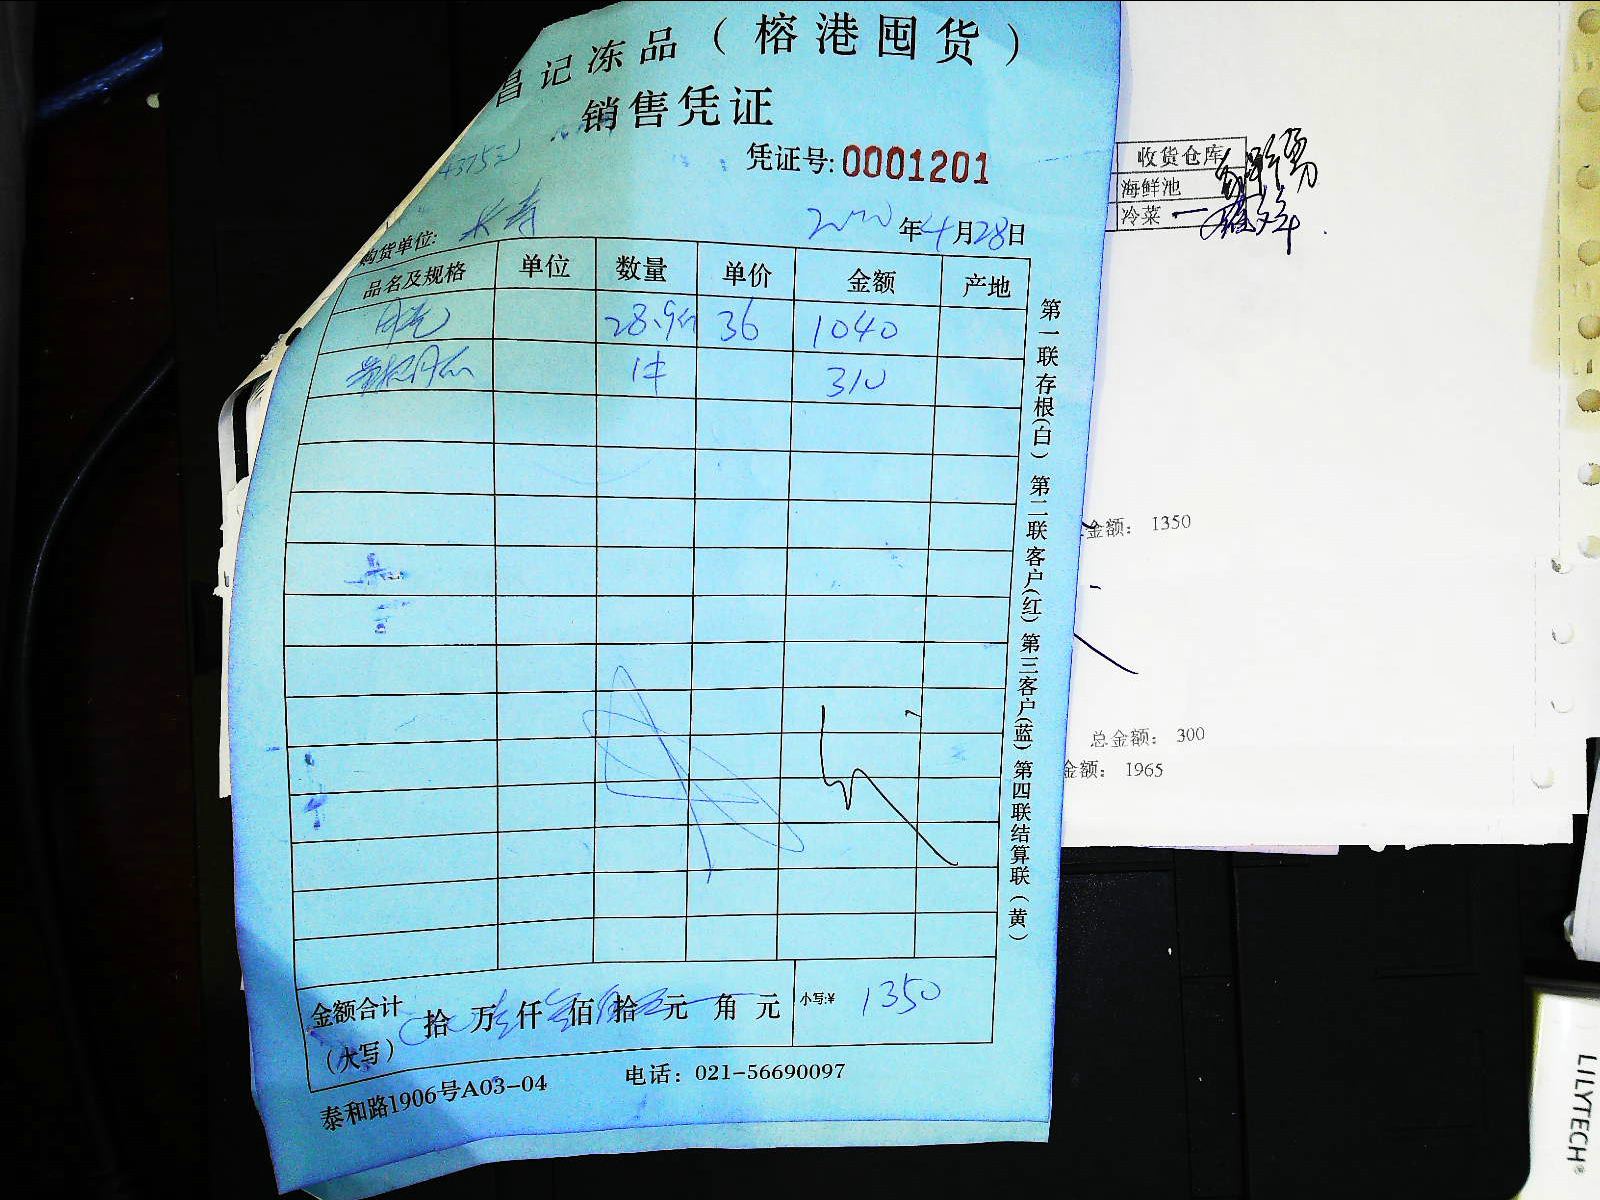 昌记冻品（榕港囤货）
销售凭证
凭证号: 0001201
购货单位: 年4月28日
品名及规格 单位 数量 单价 金额 产地
28.9 36 1040
1件 310
第一联存根(白) 第二联客户(红) 第三客户(蓝) 第四联结算联(黄)
金额合计(大写) 拾 万 仟 佰 拾 元 角 元 小写:¥ 1350
泰和路1906号A03-04 电话：021-56690097
收货仓库
海鲜池
冷菜
金额： 1350
总金额： 300
金额： 1965
LILYTECH®